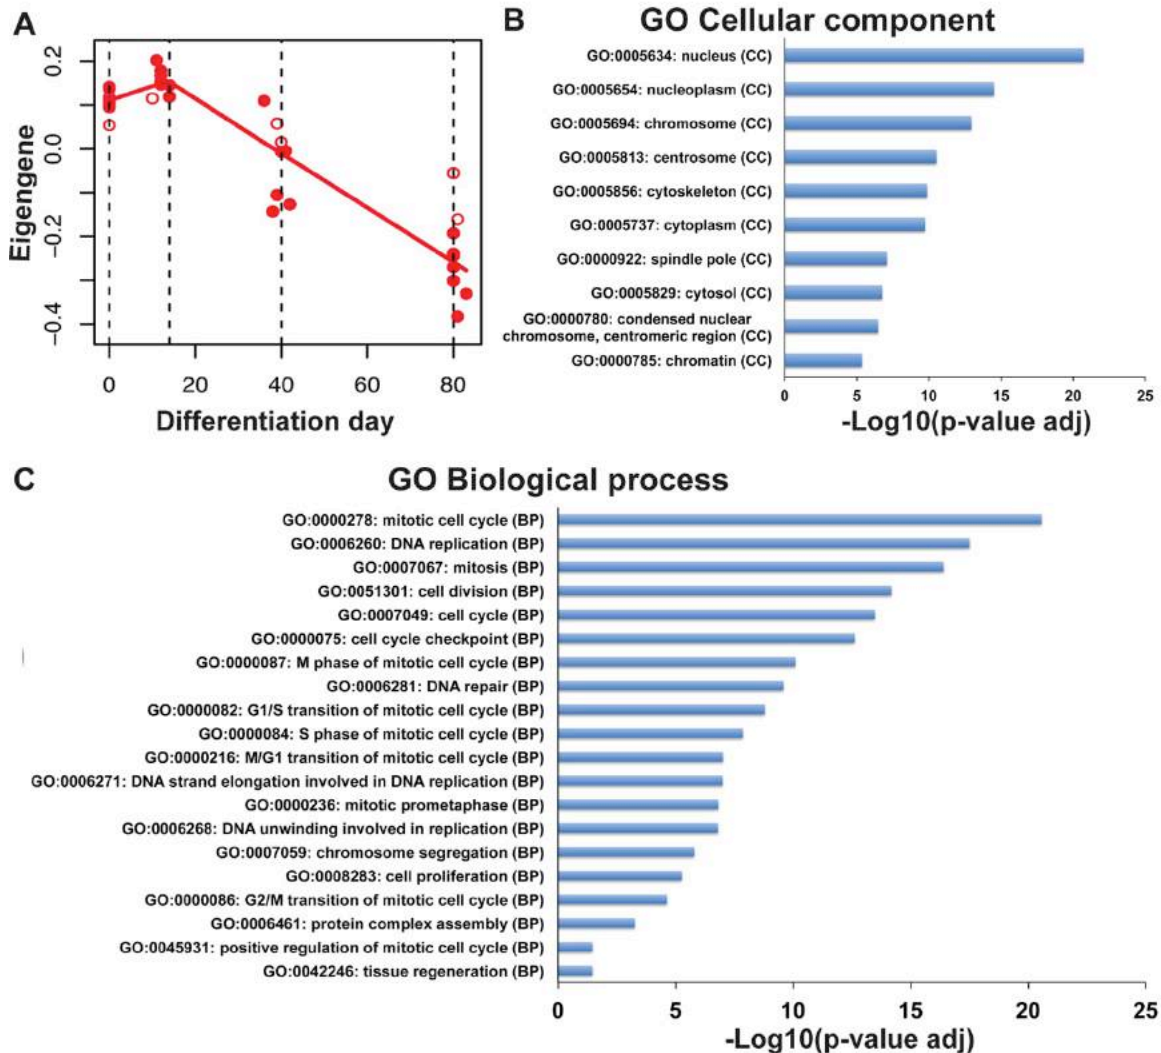 A
0.2
0.0
−0.2
−0.4
Eigengene
0 20 40 60 80
Differentiation day
B
GO Cellular component
GO:0005634: nucleus (CC)
GO:0005654: nucleoplasm (CC)
GO:0005694: chromosome (CC)
GO:0005813: centrosome (CC)
GO:0005856: cytoskeleton (CC)
GO:0005737: cytoplasm (CC)
GO:0000922: spindle pole (CC)
GO:0005829: cytosol (CC)
GO:0000780: condensed nuclear
chromosome, centromeric region (CC)
GO:0000785: chromatin (CC)
0 5 10 15 20 25
-Log10(p-value adj)
C
GO Biological process
GO:0000278: mitotic cell cycle (BP)
GO:0006260: DNA replication (BP)
GO:0007067: mitosis (BP)
GO:0051301: cell division (BP)
GO:0007049: cell cycle (BP)
GO:0000075: cell cycle checkpoint (BP)
GO:0000087: M phase of mitotic cell cycle (BP)
GO:0006281: DNA repair (BP)
GO:0000082: G1/S transition of mitotic cell cycle (BP)
GO:0000084: S phase of mitotic cell cycle (BP)
GO:0000216: M/G1 transition of mitotic cell cycle (BP)
GO:0006271: DNA strand elongation involved in DNA replication (BP)
GO:0000236: mitotic prometaphase (BP)
GO:0006268: DNA unwinding involved in replication (BP)
GO:0007059: chromosome segregation (BP)
GO:0008283: cell proliferation (BP)
GO:0000086: G2/M transition of mitotic cell cycle (BP)
GO:0006461: protein complex assembly (BP)
GO:0045931: positive regulation of mitotic cell cycle (BP)
GO:0042246: tissue regeneration (BP)
0 5 10 15 20 25
-Log10(p-value adj)